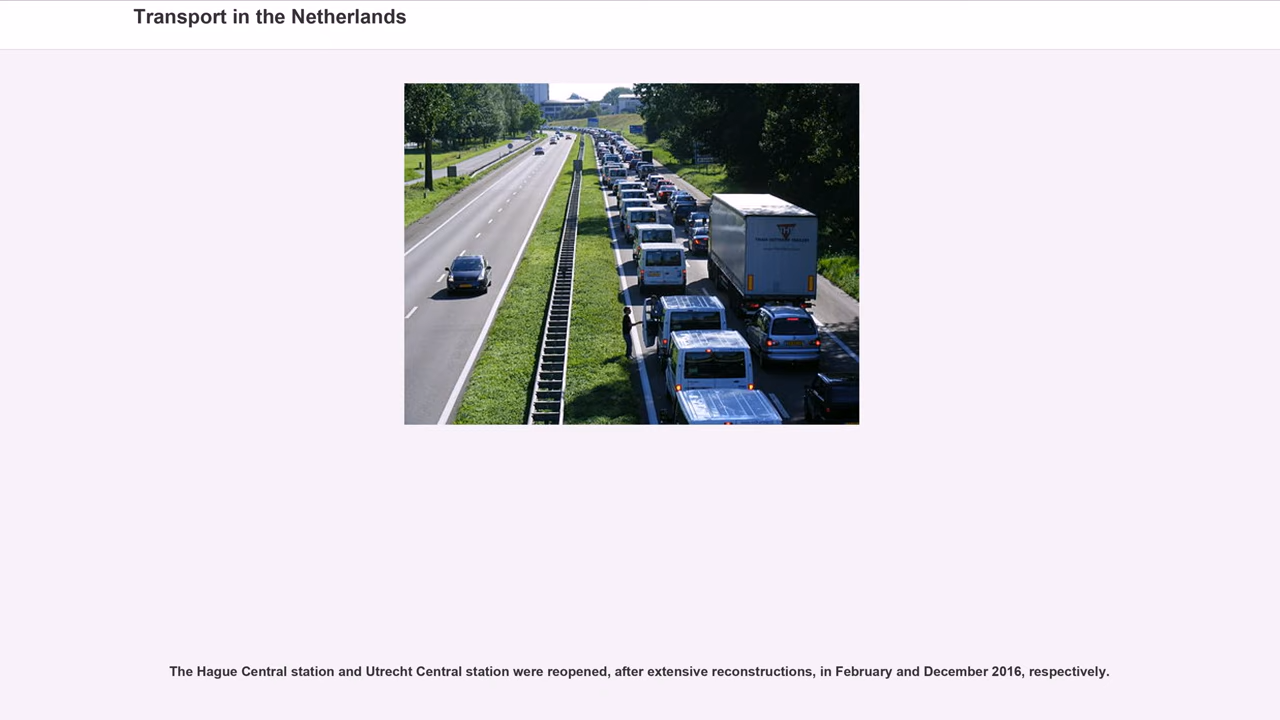 Transport in the Netherlands
The Hague Central station and Utrecht Central station were reopened, after extensive reconstructions, in February and December 2016, respectively.